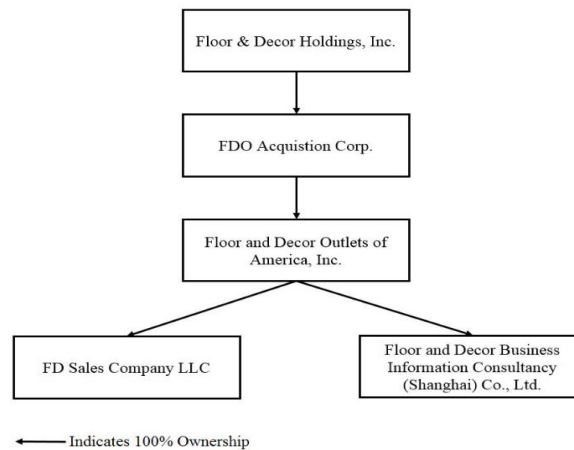 Floor & Decor Holdings, Inc.
FDO Acquistion Corp.
Floor and Decor Outlets of
America, Inc.
FD Sales Company LLC
Floor and Decor Business
Information Consultancy
(Shanghai) Co., Ltd.
Indicates 100% Ownership